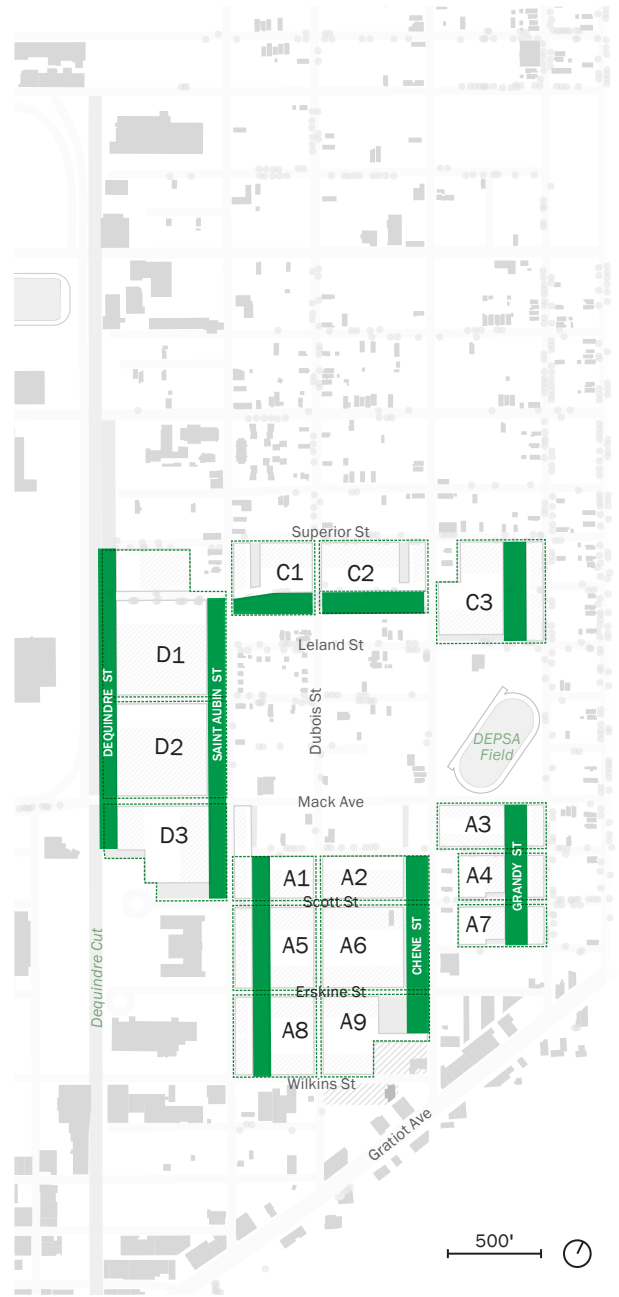 Superior St
C1
C2
C3
Leland St
D1
DEQUINDRE ST
SAINT AUBIN ST
Dubois St
D2
DEPSA
Field
Mack Ave
D3
A3
A1
A2
A4
GRANDY ST
Scott St
A7
A5
A6
CHENE ST
Dequindre Cut
Erskine St
A8
A9
Wilkins St
Gratiot Ave
500'